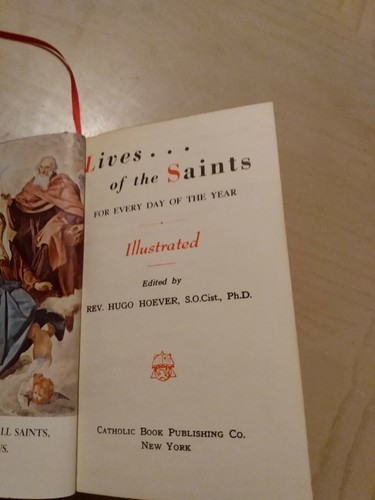 Lives...
of the Saints
FOR EVERY DAY OF THE YEAR
Illustrated
Edited by
REV. HUGO HOEVER, S.O.Cist., Ph.D.
CATHOLIC BOOK PUBLISHING CO.
NEW YORK
LL SAINTS,